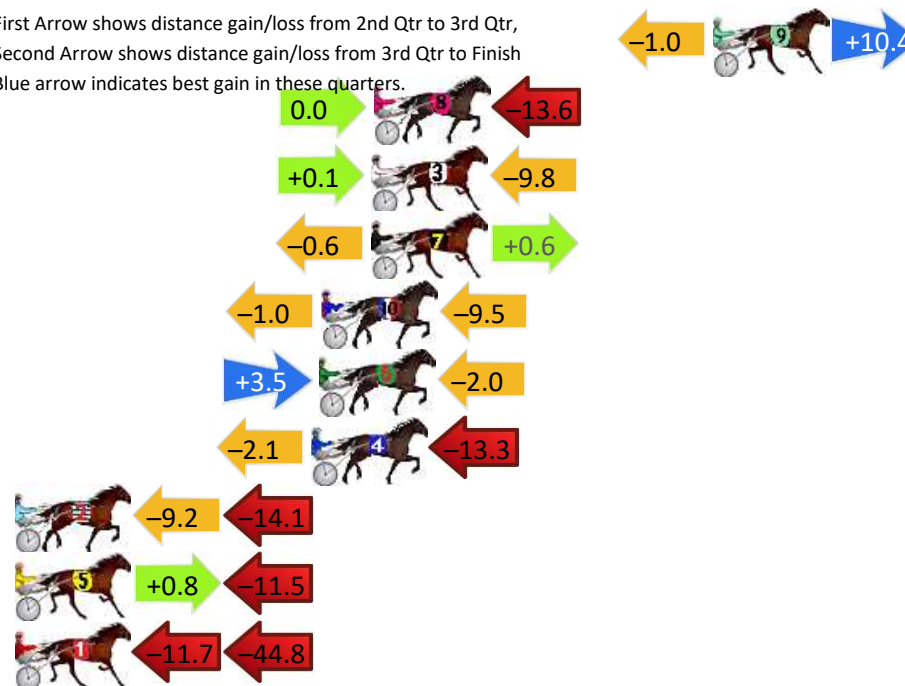 First Arrow shows distance gain/loss from 2nd Qtr to 3rd Qtr,
Second Arrow shows distance gain/loss from 3rd Qtr to Finish
Blue arrow indicates best gain in these quarters.
–1.0 9 +10.4
0.0 8 –13.6
+0.1 3 –9.8
–0.6 7 +0.6
–1.0 10 –9.5
+3.5 6 –2.0
–2.1 4 –13.3
2 –9.2 –14.1
5 +0.8 –11.5
1 –11.7 –44.8